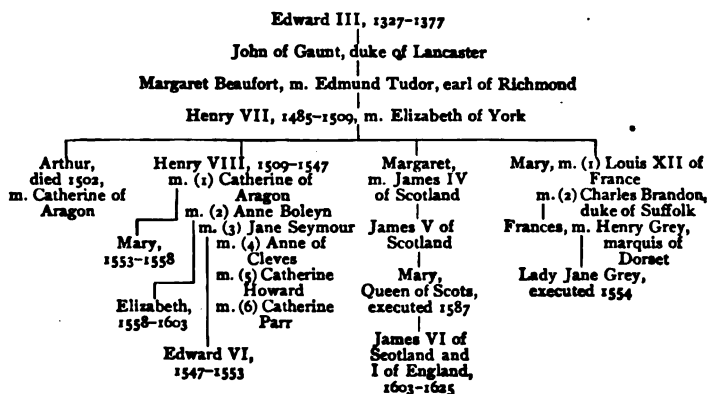 Edward III, 1327-1377
John of Gaunt, duke of Lancaster
Margaret Beaufort, m. Edmund Tudor, earl of Richmond
Henry VII, 1485-1509, m. Elizabeth of York
Arthur,
died 1502,
m. Catherine of
Aragon
Henry VIII, 1509-1547
m. (1) Catherine of
Aragon
m. (2) Anne Boleyn
m. (3) Jane Seymour
m. (4) Anne of
Cleves
m. (5) Catherine
Howard
m. (6) Catherine
Parr
Mary,
1553-1558
Elizabeth,
1558-1603
Edward VI,
1547-1553
Margaret,
m. James IV
of Scotland
James V of
Scotland
Mary,
Queen of Scots,
executed 1587
James VI of
Scotland and
I of England,
1603-1625
Mary, m. (1) Louis XII of
France
m. (2) Charles Brandon,
duke of Suffolk
Frances, m. Henry Grey,
marquis of
Dorset
Lady Jane Grey,
executed 1554